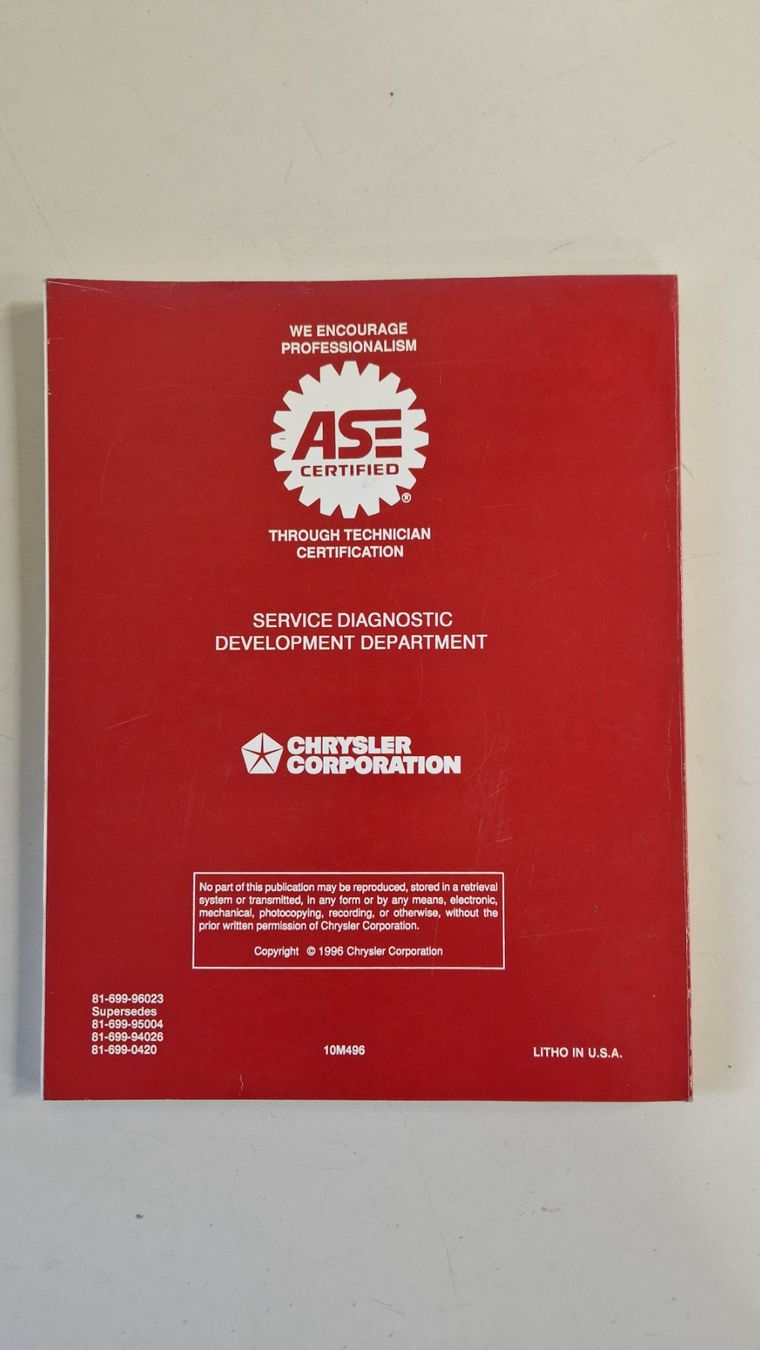 WE ENCOURAGE
PROFESSIONALISM
ASE
CERTIFIED
®
THROUGH TECHNICIAN
CERTIFICATION
SERVICE DIAGNOSTIC
DEVELOPMENT DEPARTMENT
CHRYSLER
CORPORATION
No part of this publication may be reproduced, stored in a retrieval
system or transmitted, in any form or by any means, electronic,
mechanical, photocopying, recording, or otherwise, without the
prior written permission of Chrysler Corporation.
Copyright © 1996 Chrysler Corporation
81-699-96023
Supersedes
81-699-95004
81-699-94026
81-699-0420
10M496
LITHO IN U.S.A.